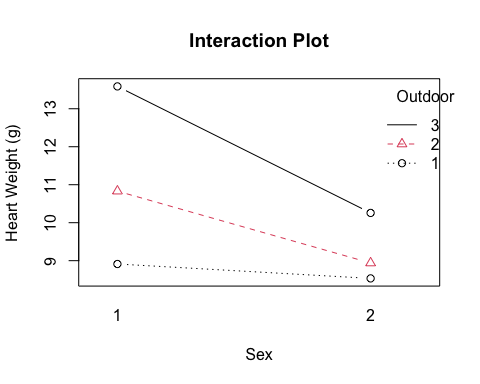 Interaction Plot
Outdoor
3
2
1
Heart Weight (g)
13
12
11
10
9
1 2
Sex